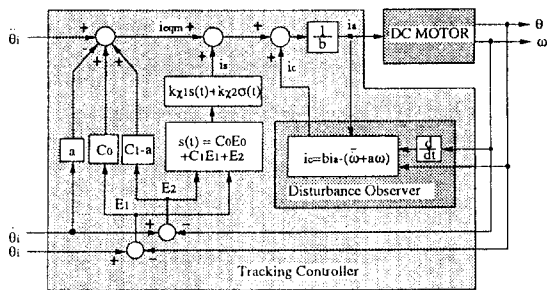 θ̈i
+
+
+
+
ieqm
+
+
is
+
+
ic
1/b
ia
DC MOTOR
θ
ω
kχ1s(t)+kχ2σ(t)
a
C0
C1-a
s(t) = C0E0
+C1E1+E2
ic=bia-(ω̄+aω)
d/dt
Disturbance Observer
E1
E2
θ̇i
+
-
θi
+
-
Tracking Controller